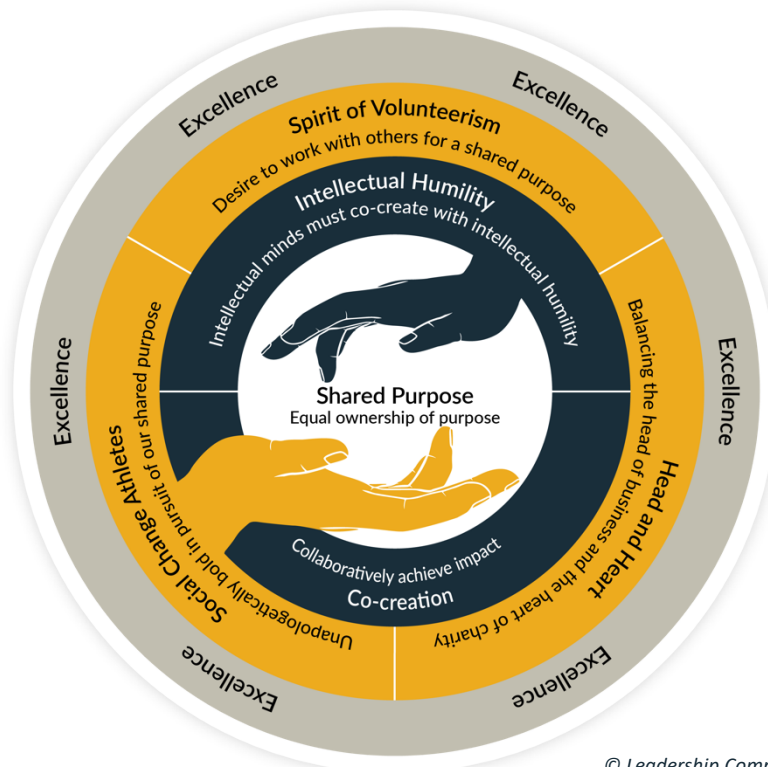 Excellence
Excellence
Spirit of Volunteerism
Desire to work with others for a shared purpose
Intellectual Humility
Intellectual minds must co-create with intellectual humility
Shared Purpose
Equal ownership of purpose
Collaboratively achieve impact
Co-creation
Excellence
Social Change Athletes
Unapologetically bold in pursuit of our shared purpose
Excellence
Head and Heart
Balancing the head of business and the heart of charity
Excellence
Excellence
© Leadership